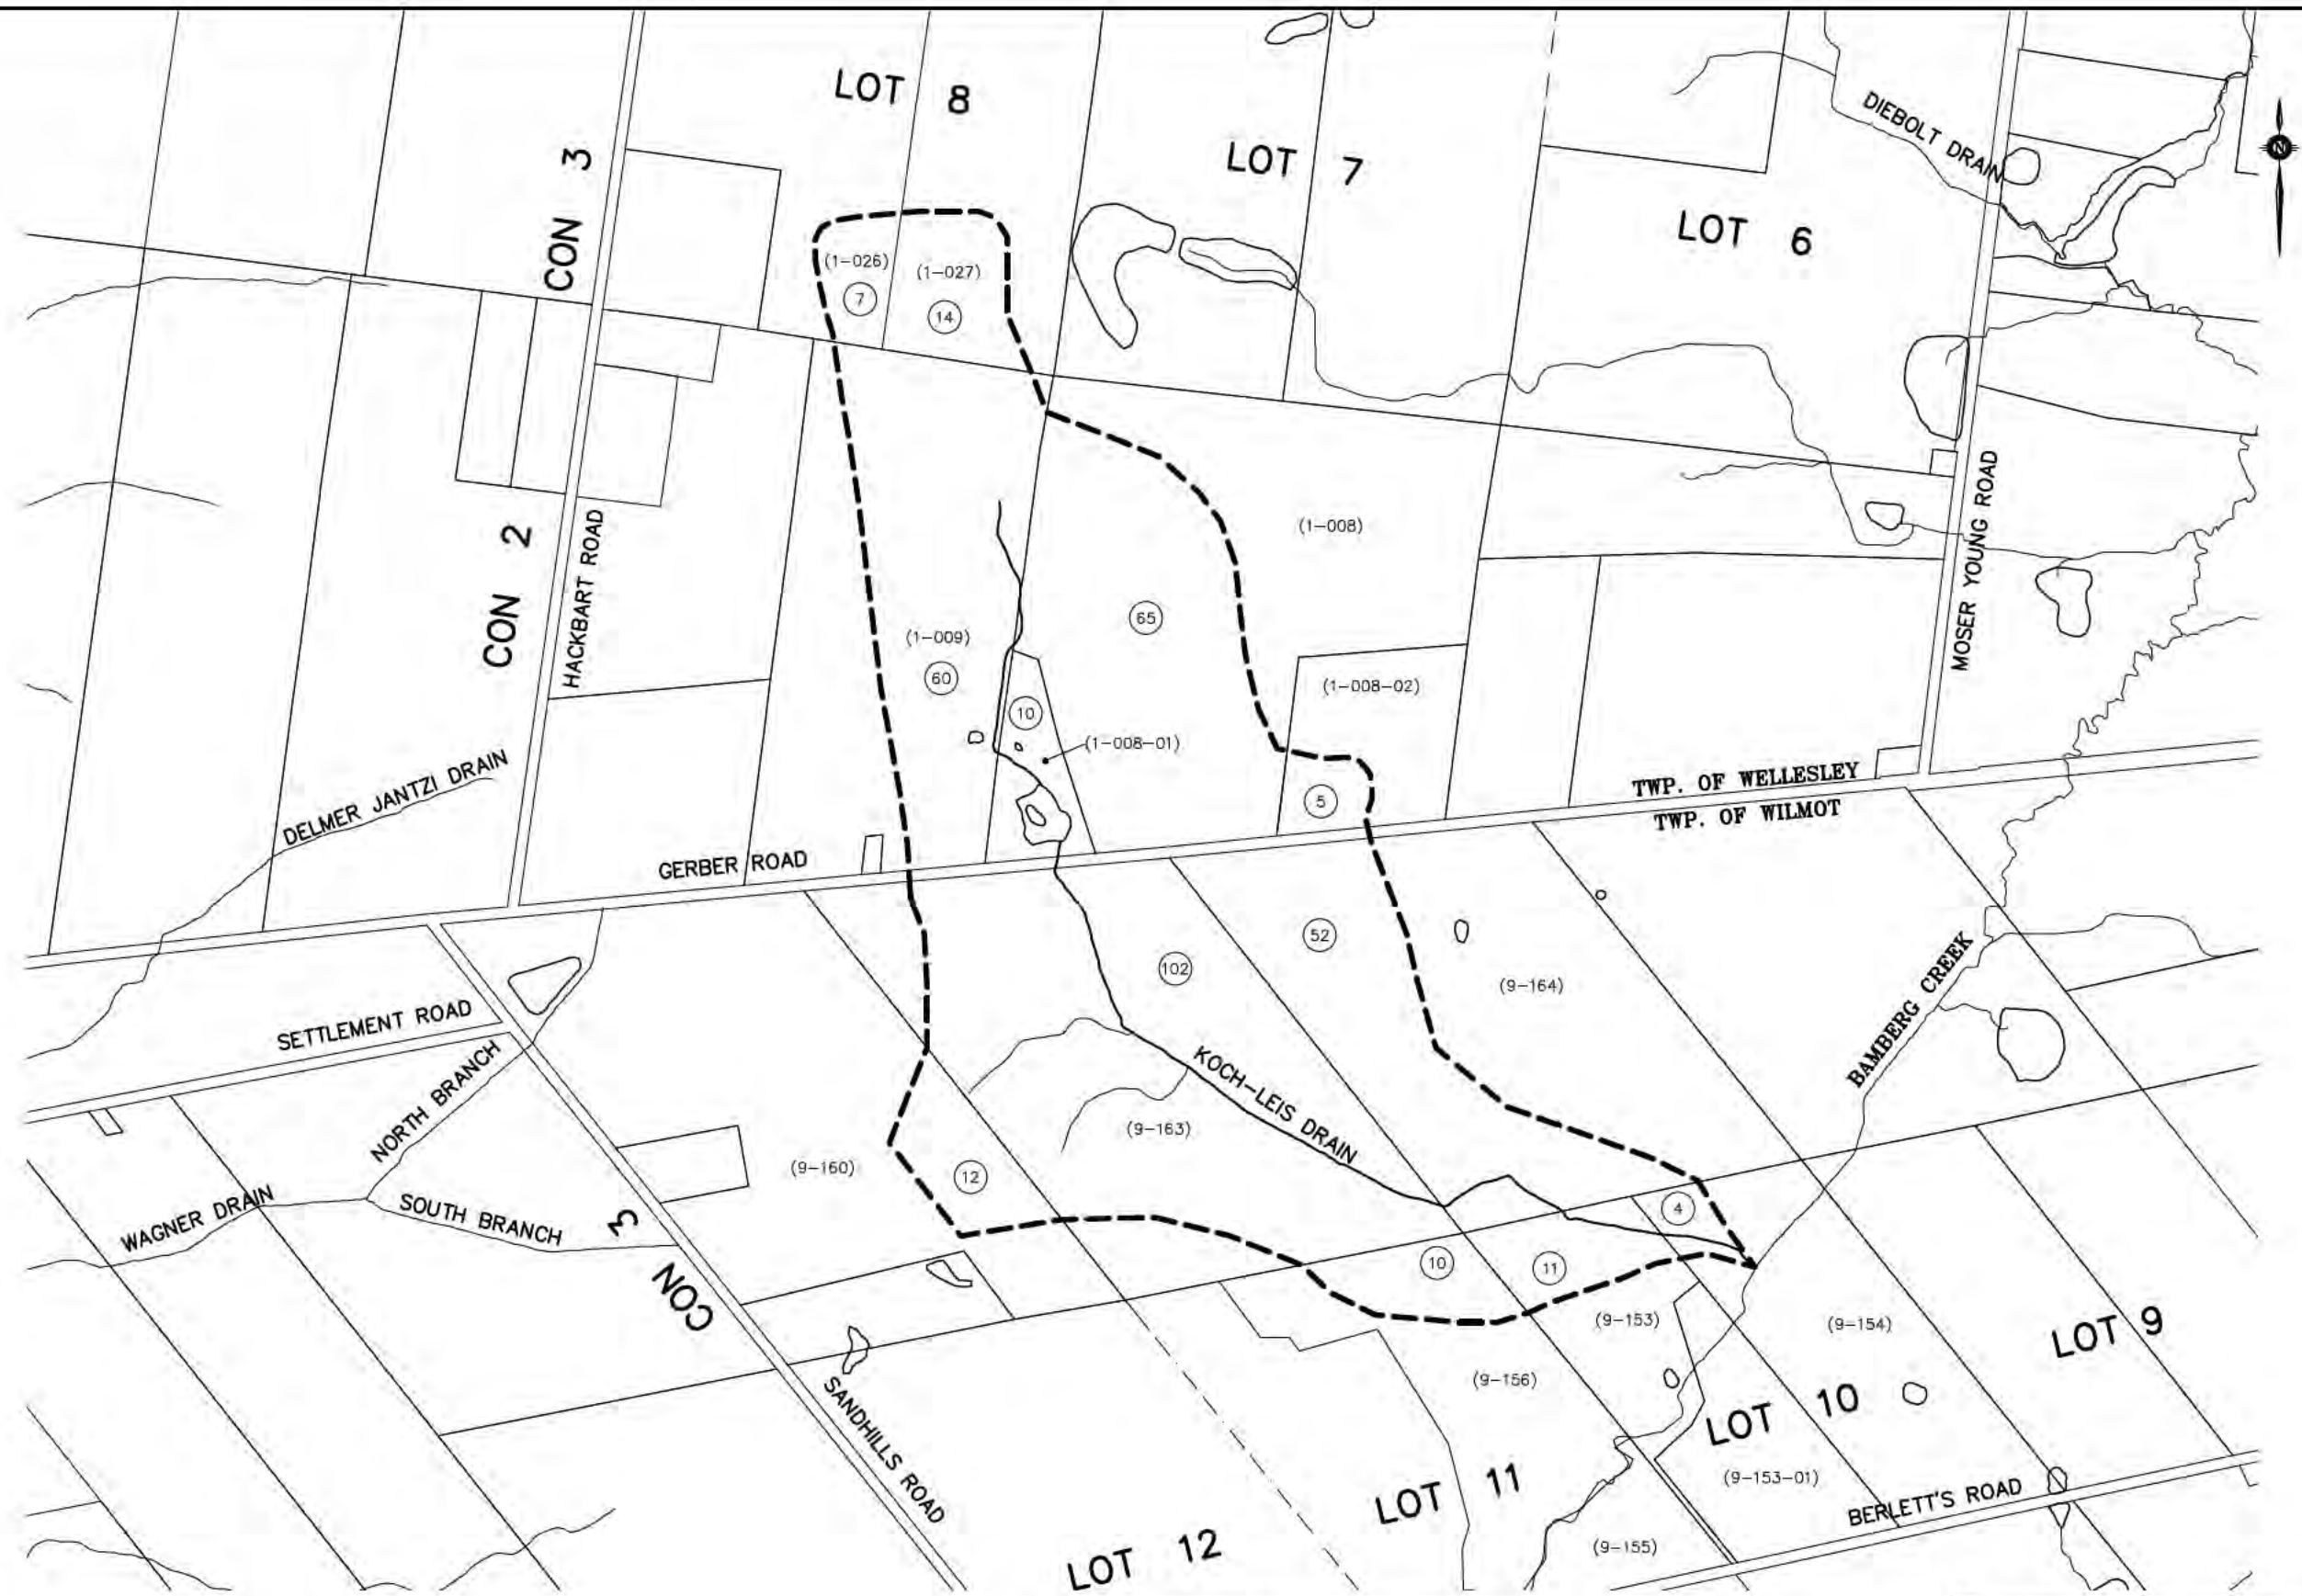 LOT 8
LOT 7
LOT 6
DIEBOLT DRAIN
N
CON 3
(1-026)
7
(1-027)
14
CON 2
HACKBART ROAD
(1-008)
MOSER YOUNG ROAD
65
(1-009)
60
10
(1-008-01)
(1-008-02)
5
DELMER JANTZI DRAIN
TWP. OF WELLESLEY
TWP. OF WILMOT
GERBER ROAD
52
102
(9-164)
BAMBERG CREEK
SETTLEMENT ROAD
NORTH BRANCH
KOCH-LEIS DRAIN
(9-163)
(9-160)
12
WAGNER DRAIN
SOUTH BRANCH
CON 3
4
10
11
(9-153)
(9-154)
LOT 9
(9-156)
LOT 10
SANDHILLS ROAD
(9-153-01)
LOT 11
BERLETT'S ROAD
LOT 12
(9-155)